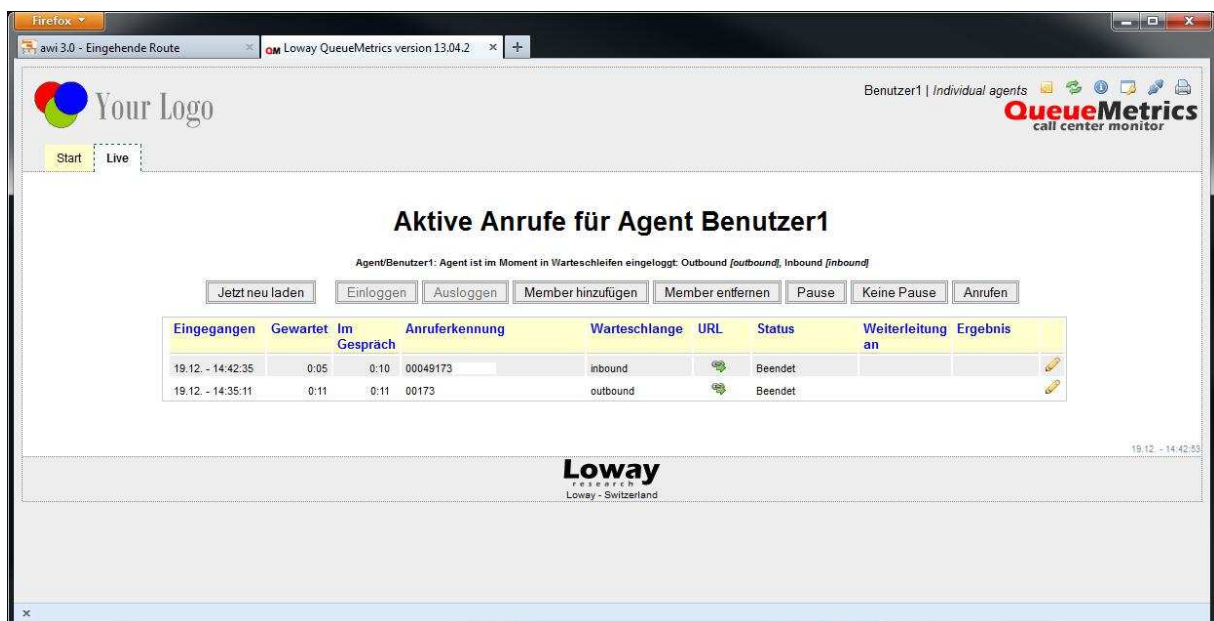 Firefox
awi 3.0 - Eingehende Route
QM Loway QueueMetrics version 13.04.2
Your Logo
Benutzer1 | Individual agents
QueueMetrics
call center monitor
Start
Live
Aktive Anrufe für Agent Benutzer1
Agent/Benutzer1: Agent ist im Moment in Warteschleifen eingeloggt: Outbound [outbound], Inbound [inbound]
Jetzt neu laden
Einloggen
Ausloggen
Member hinzufügen
Member entfernen
Pause
Keine Pause
Anrufen
Eingegangen Gewartet Im Gespräch Anruferkennung Warteschlange URL Status Weiterleitung an Ergebnis
19.12. - 14:42:35 0:05 0:10 00049173 inbound Beendet
19.12. - 14:35:11 0:11 0:11 00173 outbound Beendet
19.12. - 14:42:53
Loway
research
Loway - Switzerland